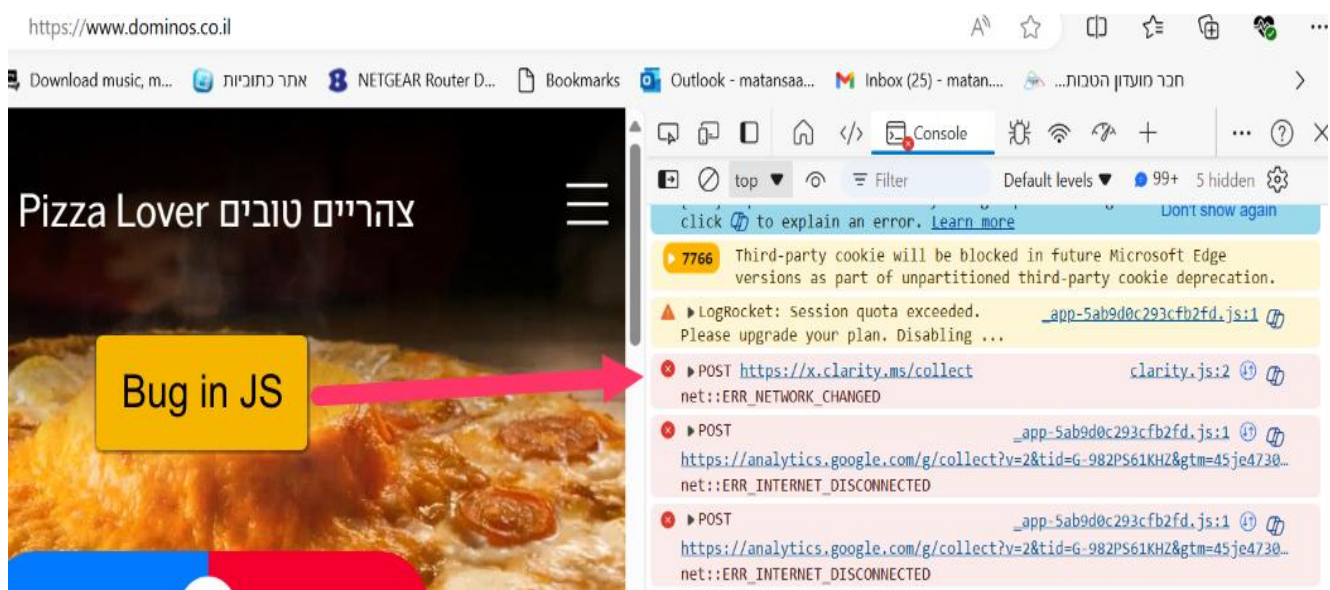 https://www.dominos.co.il
Download music, m...
אתר כתוביות
NETGEAR Router D...
Bookmarks
Outlook - matansaa...
Inbox (25) - matan....
חבר מועדון הטבות...
Pizza Lover צהריים טובים
Bug in JS
Console
top
Filter
Default levels
99+
5 hidden
click to explain an error. Learn more
Don't show again
7766
Third-party cookie will be blocked in future Microsoft Edge
versions as part of unpartitioned third-party cookie deprecation.
LogRocket: Session quota exceeded. _app-5ab9d0c293cfb2fd.js:1
Please upgrade your plan. Disabling ...
POST https://x.clarity.ms/collect clarity.js:2
net::ERR_NETWORK_CHANGED
POST _app-5ab9d0c293cfb2fd.js:1
https://analytics.google.com/g/collect?v=2&tid=G-982PS61KHZ&gtm=45je4730…
net::ERR_INTERNET_DISCONNECTED
POST _app-5ab9d0c293cfb2fd.js:1
https://analytics.google.com/g/collect?v=2&tid=G-982PS61KHZ&gtm=45je4730…
net::ERR_INTERNET_DISCONNECTED